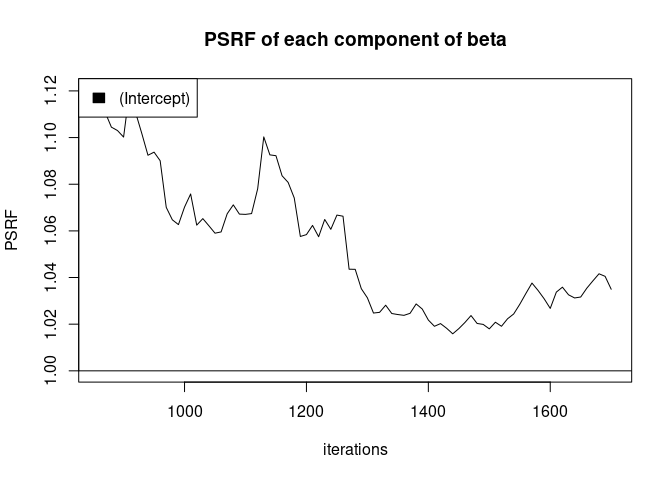 PSRF of each component of beta
(Intercept)
PSRF
1.12
1.10
1.08
1.06
1.04
1.02
1.00
1000 1200 1400 1600
iterations